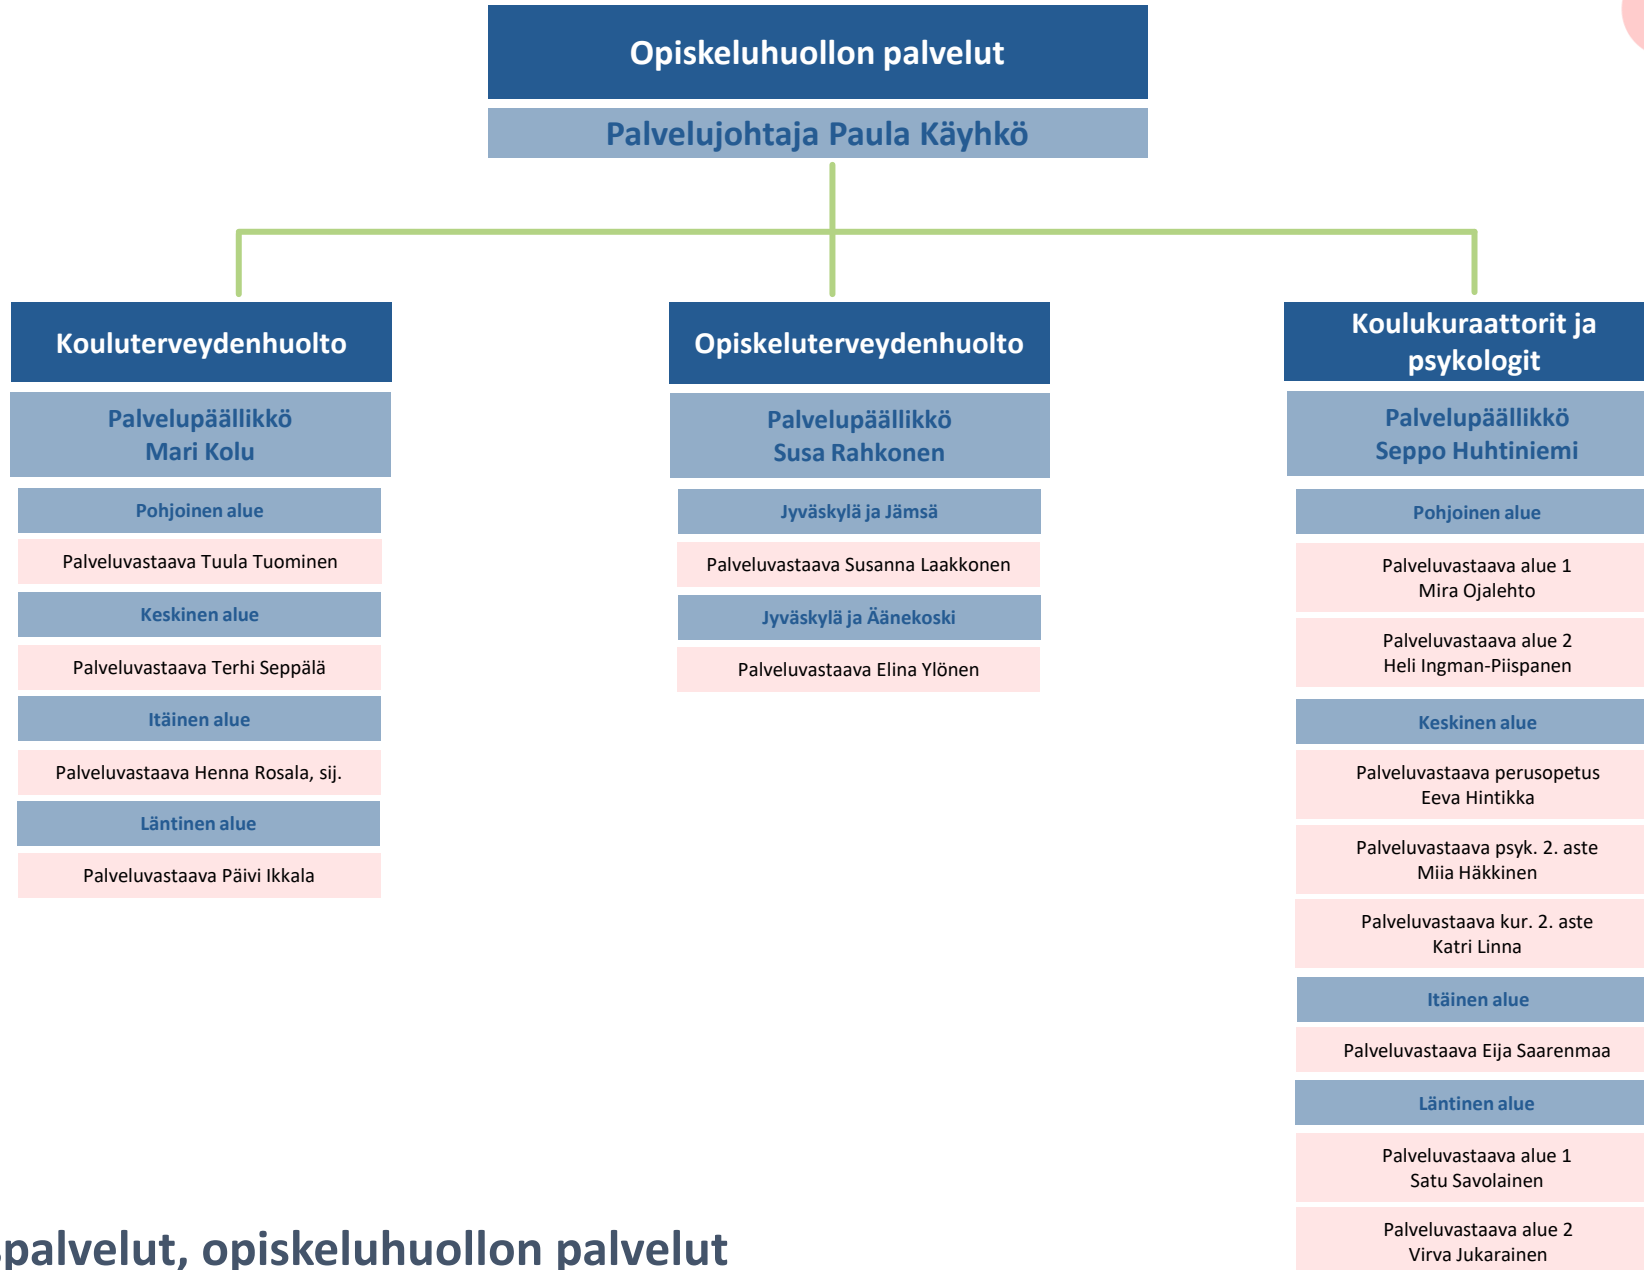 Opiskeluhuollon palvelut
Palvelujohtaja Paula Käyhkö
Kouluterveydenhuolto
Palvelupäällikkö
Mari Kolu
Pohjoinen alue
Palveluvastaava Tuula Tuominen
Keskinen alue
Palveluvastaava Terhi Seppälä
Itäinen alue
Palveluvastaava Henna Rosala, sij.
Läntinen alue
Palveluvastaava Päivi Ikkala
Opiskeluterveydenhuolto
Palvelupäällikkö
Susa Rahkonen
Jyväskylä ja Jämsä
Palveluvastaava Susanna Laakkonen
Jyväskylä ja Äänekoski
Palveluvastaava Elina Ylönen
Koulukuraattorit ja
psykologit
Palvelupäällikkö
Seppo Huhtiniemi
Pohjoinen alue
Palveluvastaava alue 1
Mira Ojalehto
Palveluvastaava alue 2
Heli Ingman-Piispanen
Keskinen alue
Palveluvastaava perusopetus
Eeva Hintikka
Palveluvastaava psyk. 2. aste
Miia Häkkinen
Palveluvastaava kur. 2. aste
Katri Linna
Itäinen alue
Palveluvastaava Eija Saarenmaa
Läntinen alue
Palveluvastaava alue 1
Satu Savolainen
Palveluvastaava alue 2
Virva Jukarainen
palvelut, opiskeluhuollon palvelut